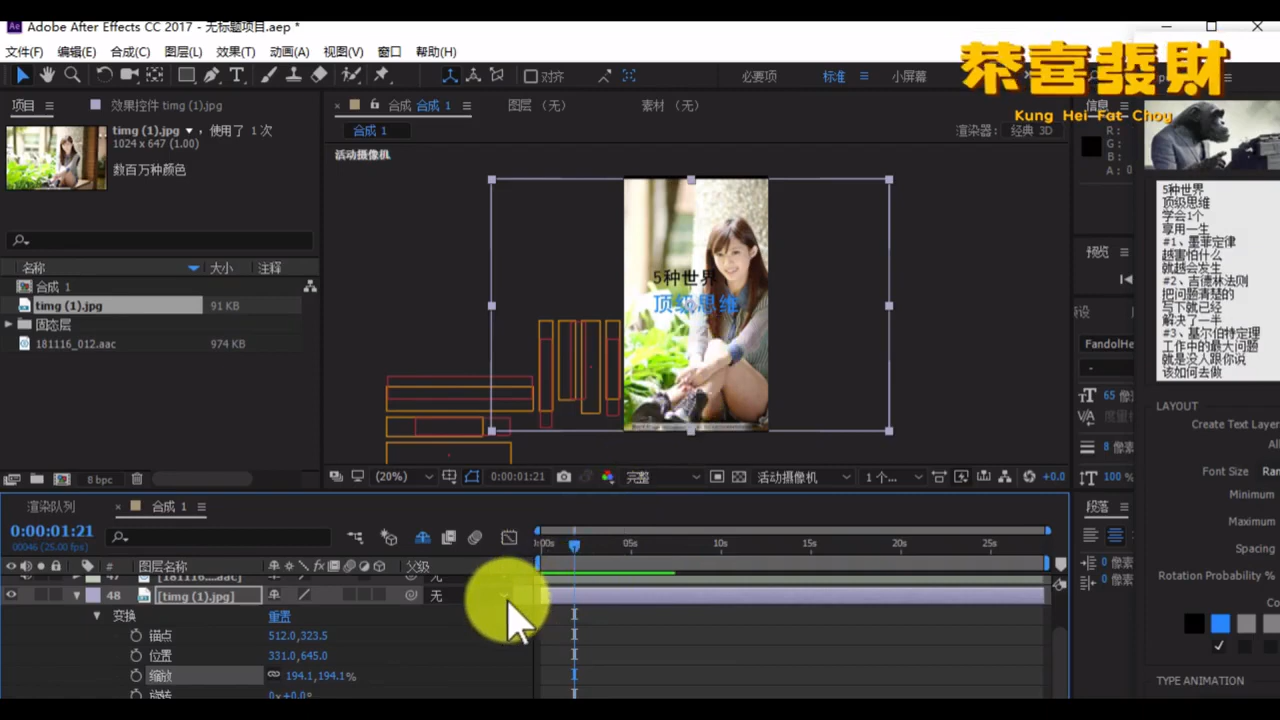 Adobe After Effects CC 2017 - 无标题项目.aep *
文件(F) 编辑(E) 合成(C) 图层(L) 效果(T) 动画(A) 视图(V) 窗口 帮助(H)
对齐 必要项 标准 小屏幕
恭喜發財
Kung Hei Fat Choy
项目 效果控件 timg (1).jpg 合成 合成 1 图层 (无) 素材 (无) 信息
timg (1).jpg ，使用了 1 次
1024 x 647 (1.00)
数百万种颜色
合成 1 渲染器: 经典 3D
活动摄像机
R:
G:
B:
A: 0
5种世界
顶级思维
5种世界
顶级思维
学会1个
享用一生
#1、墨菲定律
越害怕什么
就越会发生
#2、吉德林法则
把问题清楚的
写下就已经
解决了一半
#3、基尔伯特定理
工作中的最大问题
就是没人跟你说
该如何去做
预览
名称 大小 注释
合成 1
timg (1).jpg 91 KB
固态层
181116_012.aac 974 KB
FandolHe
65 像
8 像素
100 %
LAYOUT
Create Text Layer
Font Size Ran
Minimum
Maximum
Spacing
Rotation Probability %
TYPE ANIMATION
8 bpc (20%) 0:00:01:21 完整 活动摄像机 1 个... +0.0
渲染队列 合成 1 段落
0:00:01:21
00046 (25.00 fps)
:00s 05s 10s 15s 20s 25s
# 图层名称 fx 父级
47 [181116....aac] 无
48 [timg (1).jpg] 无
变换 重置
锚点 512.0,323.5
位置 331.0,645.0
缩放 194.1,194.1%
旋转 0x+0.0°
0 像素
0 像素